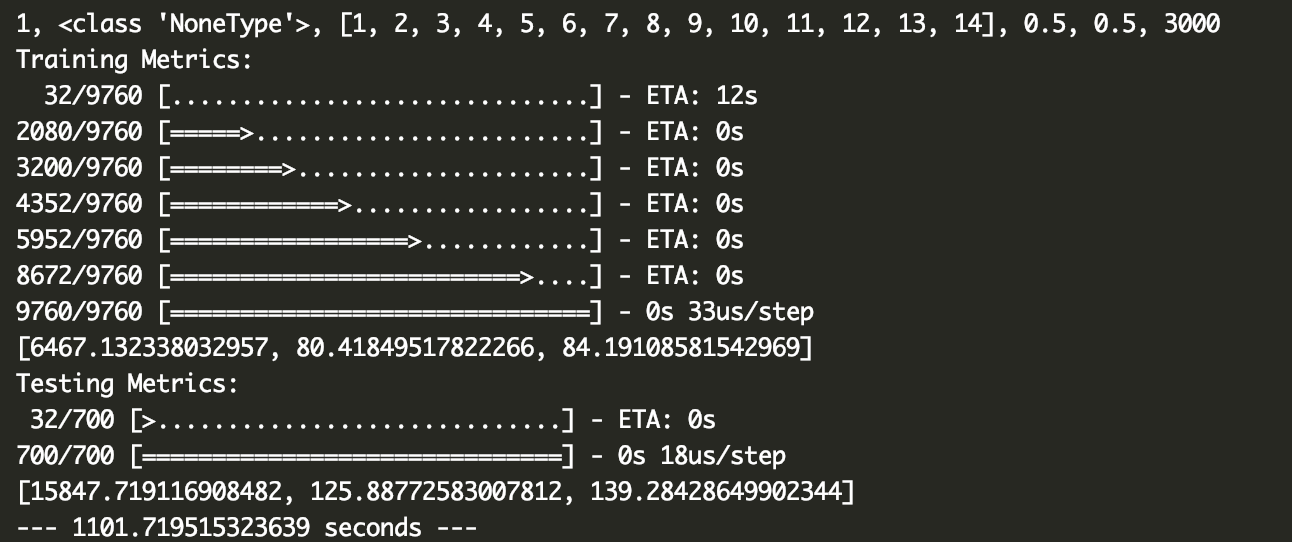 1, <class 'NoneType'>, [1, 2, 3, 4, 5, 6, 7, 8, 9, 10, 11, 12, 13, 14], 0.5, 0.5, 3000
Training Metrics:
  32/9760 [..............................] - ETA: 12s
2080/9760 [=====>........................] - ETA: 0s
3200/9760 [========>.....................] - ETA: 0s
4352/9760 [============>.................] - ETA: 0s
5952/9760 [=================>............] - ETA: 0s
8672/9760 [=========================>....] - ETA: 0s
9760/9760 [==============================] - 0s 33us/step
[6467.132338032957, 80.41849517822266, 84.19108581542969]
Testing Metrics:
 32/700 [>.............................] - ETA: 0s
700/700 [==============================] - 0s 18us/step
[15847.719116908482, 125.88772583007812, 139.28428649902344]
--- 1101.719515323639 seconds ---